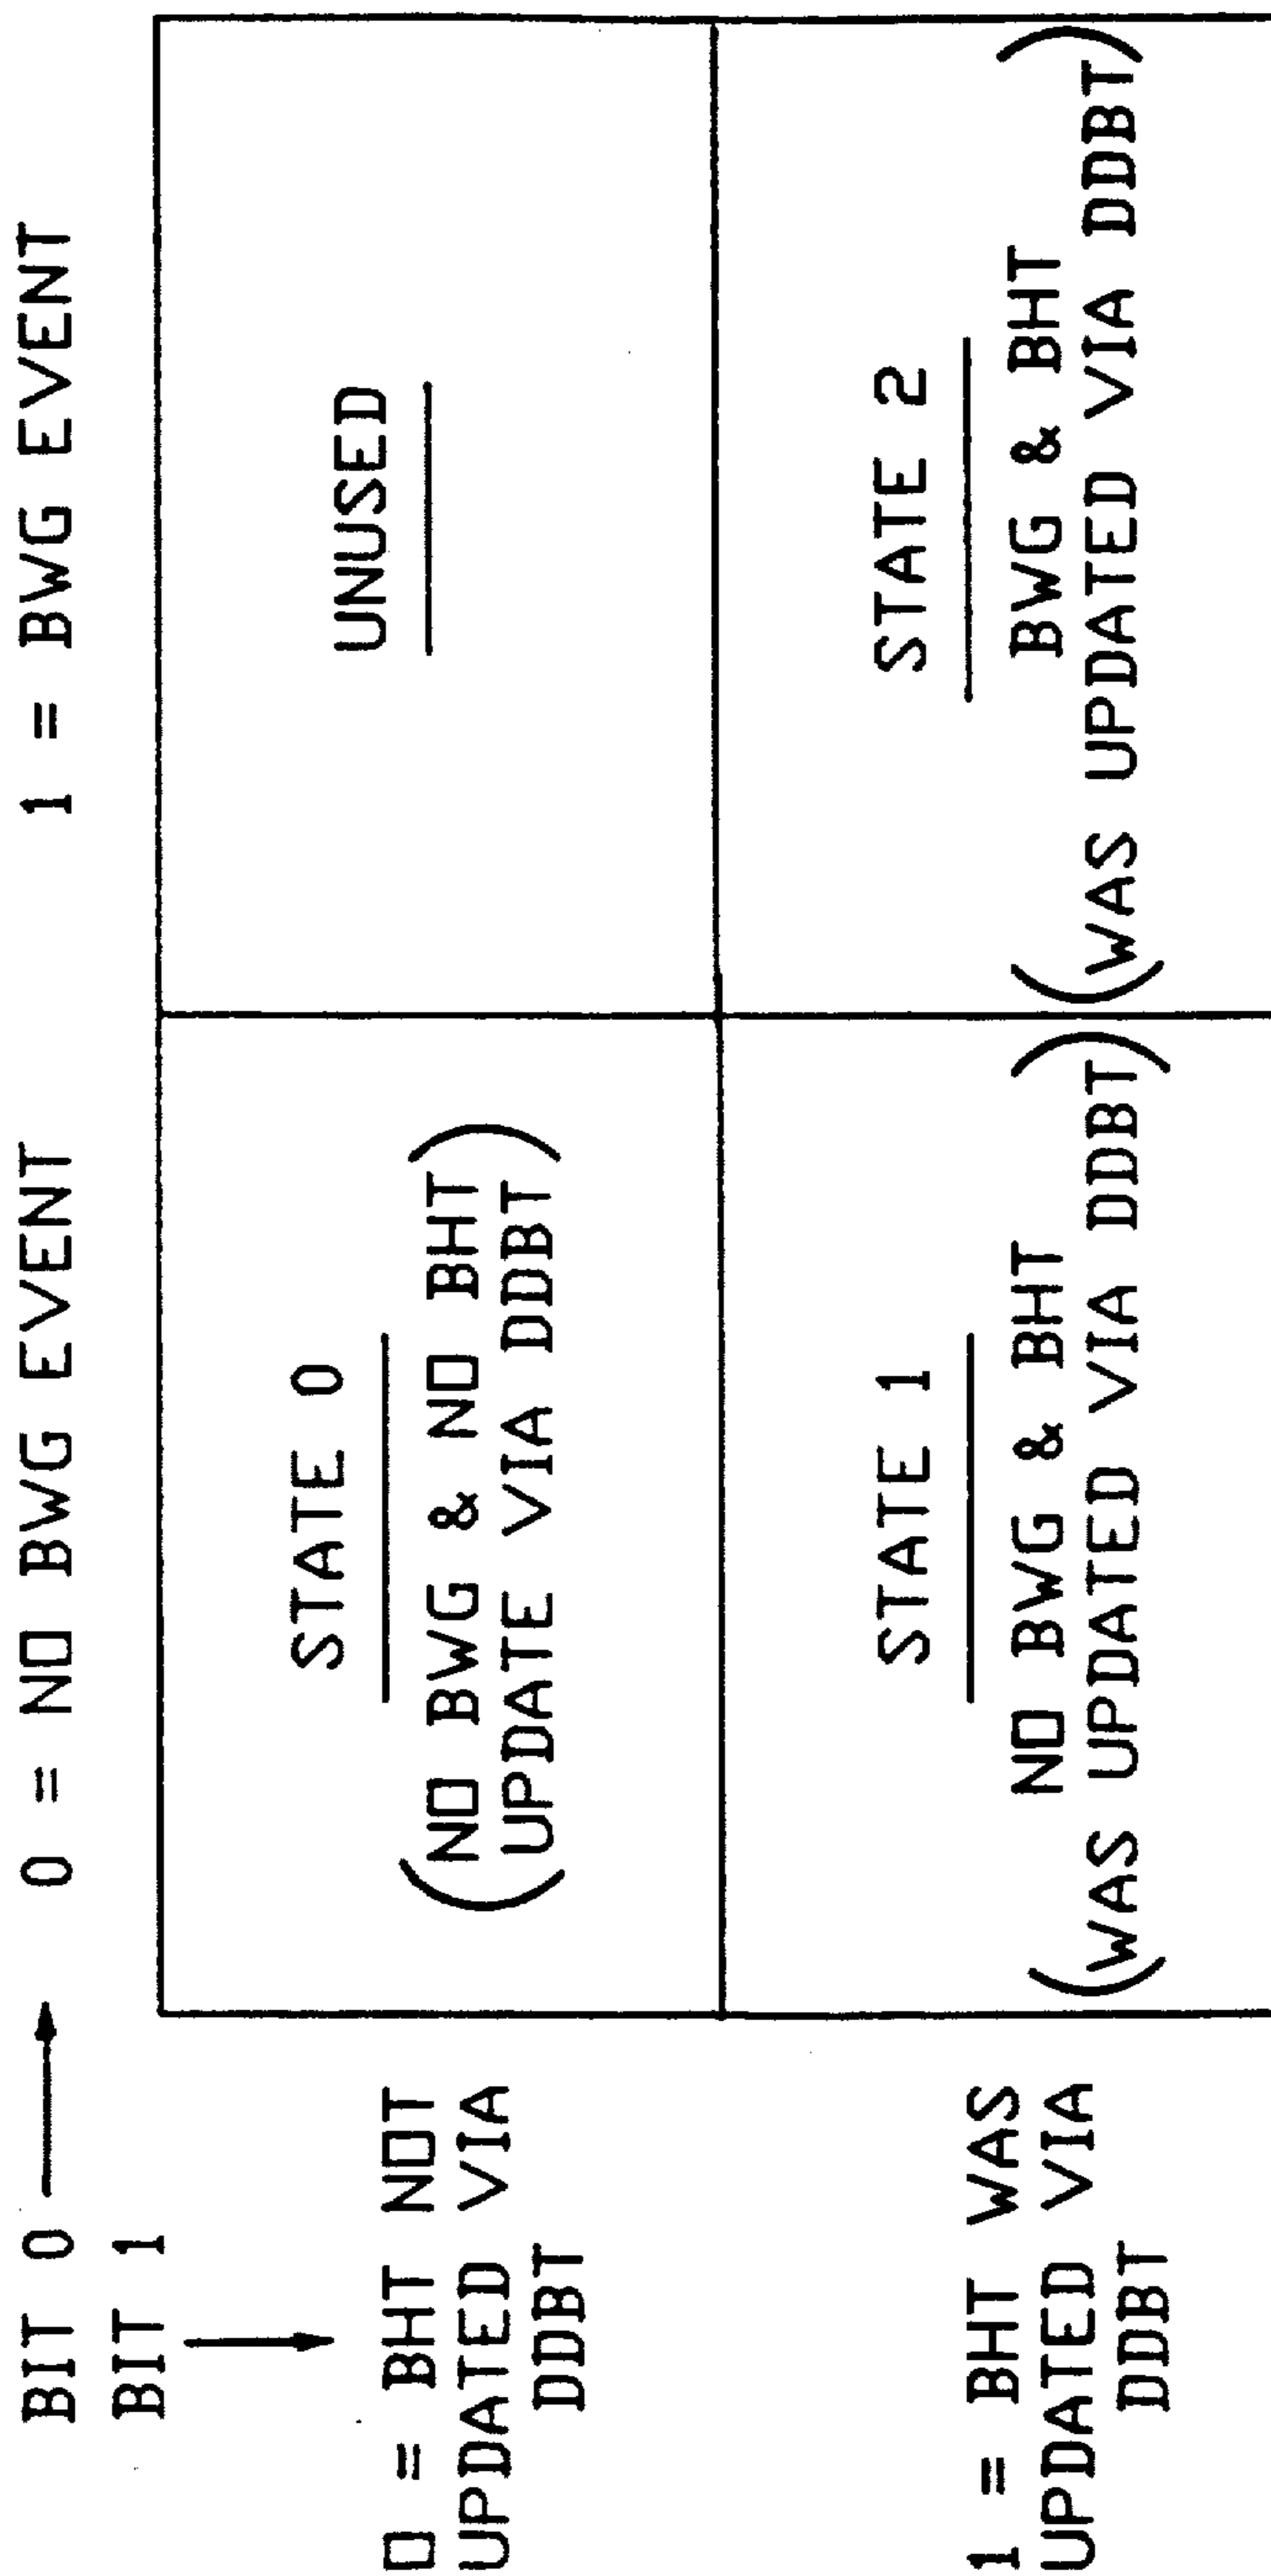 BIT 0 0 = NO BWG EVENT 1 = BWG EVENT
BIT 1
0 = BHT NOT
UPDATED VIA
DDBT
STATE 0
(NO BWG & NO BHT
UPDATE VIA DDBT)
UNUSED
1 = BHT WAS
UPDATED VIA
DDBT
STATE 1
(NO BWG & BHT
WAS UPDATED VIA DDBT)
STATE 2
(BWG & BHT
WAS UPDATED VIA DDBT)